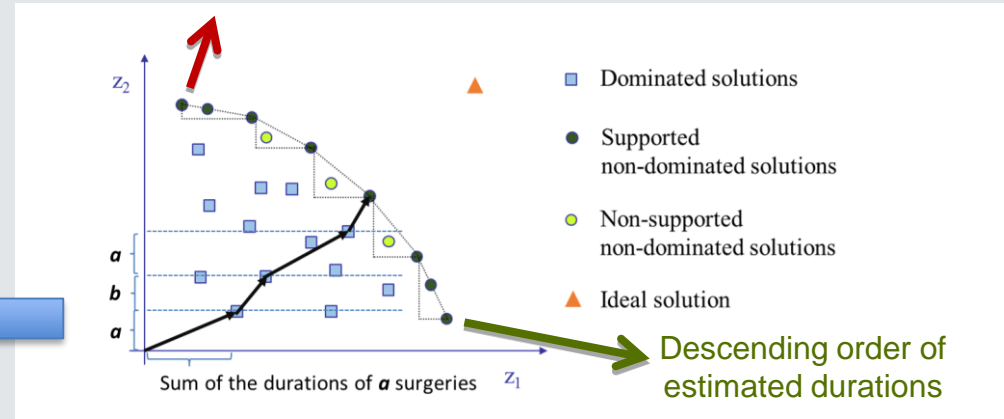 Z2
Dominated solutions
Supported
non-dominated solutions
Non-supported
non-dominated solutions
a
b
a
Ideal solution
Sum of the durations of a surgeries
Z1
Descending order of
estimated durations